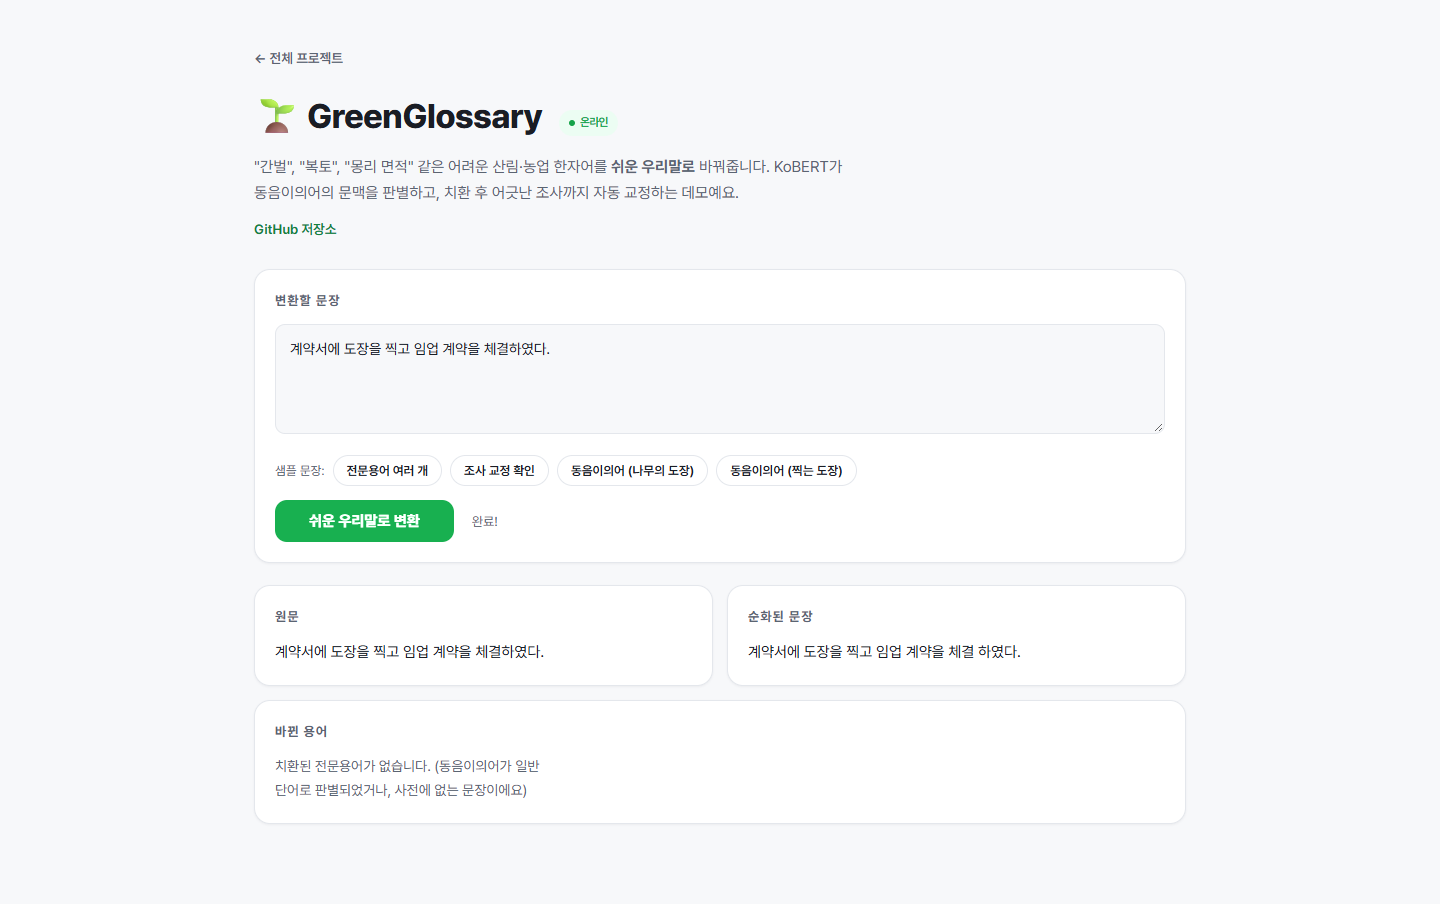 ← 전체 프로젝트
GreenGlossary
● 온라인
"간벌", "복토", "몽리 면적" 같은 어려운 산림·농업 한자어를 쉬운 우리말로 바꿔줍니다. KoBERT가
동음이의어의 문맥을 판별하고, 치환 후 어긋난 조사까지 자동 교정하는 데모예요.
GitHub 저장소
변환할 문장
계약서에 도장을 찍고 임업 계약을 체결하였다.
샘플 문장: 전문용어 여러 개 조사 교정 확인 동음이의어 (나무의 도장) 동음이의어 (찍는 도장)
쉬운 우리말로 변환 완료!
원문
계약서에 도장을 찍고 임업 계약을 체결하였다.
순화된 문장
계약서에 도장을 찍고 임업 계약을 체결 하였다.
바뀐 용어
치환된 전문용어가 없습니다. (동음이의어가 일반
단어로 판별되었거나, 사전에 없는 문장이에요)